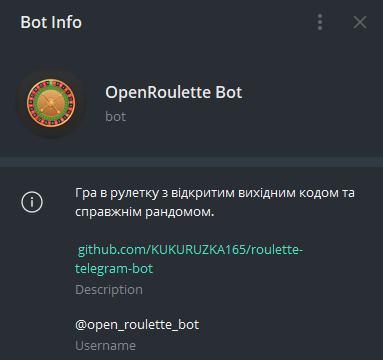 Bot Info
OpenRoulette Bot
bot
Гра в рулетку з відкритим вихідним кодом та
справжнім рандомом.
github.com/KUKURUZKA165/roulette-
telegram-bot
Description
@open_roulette_bot
Username